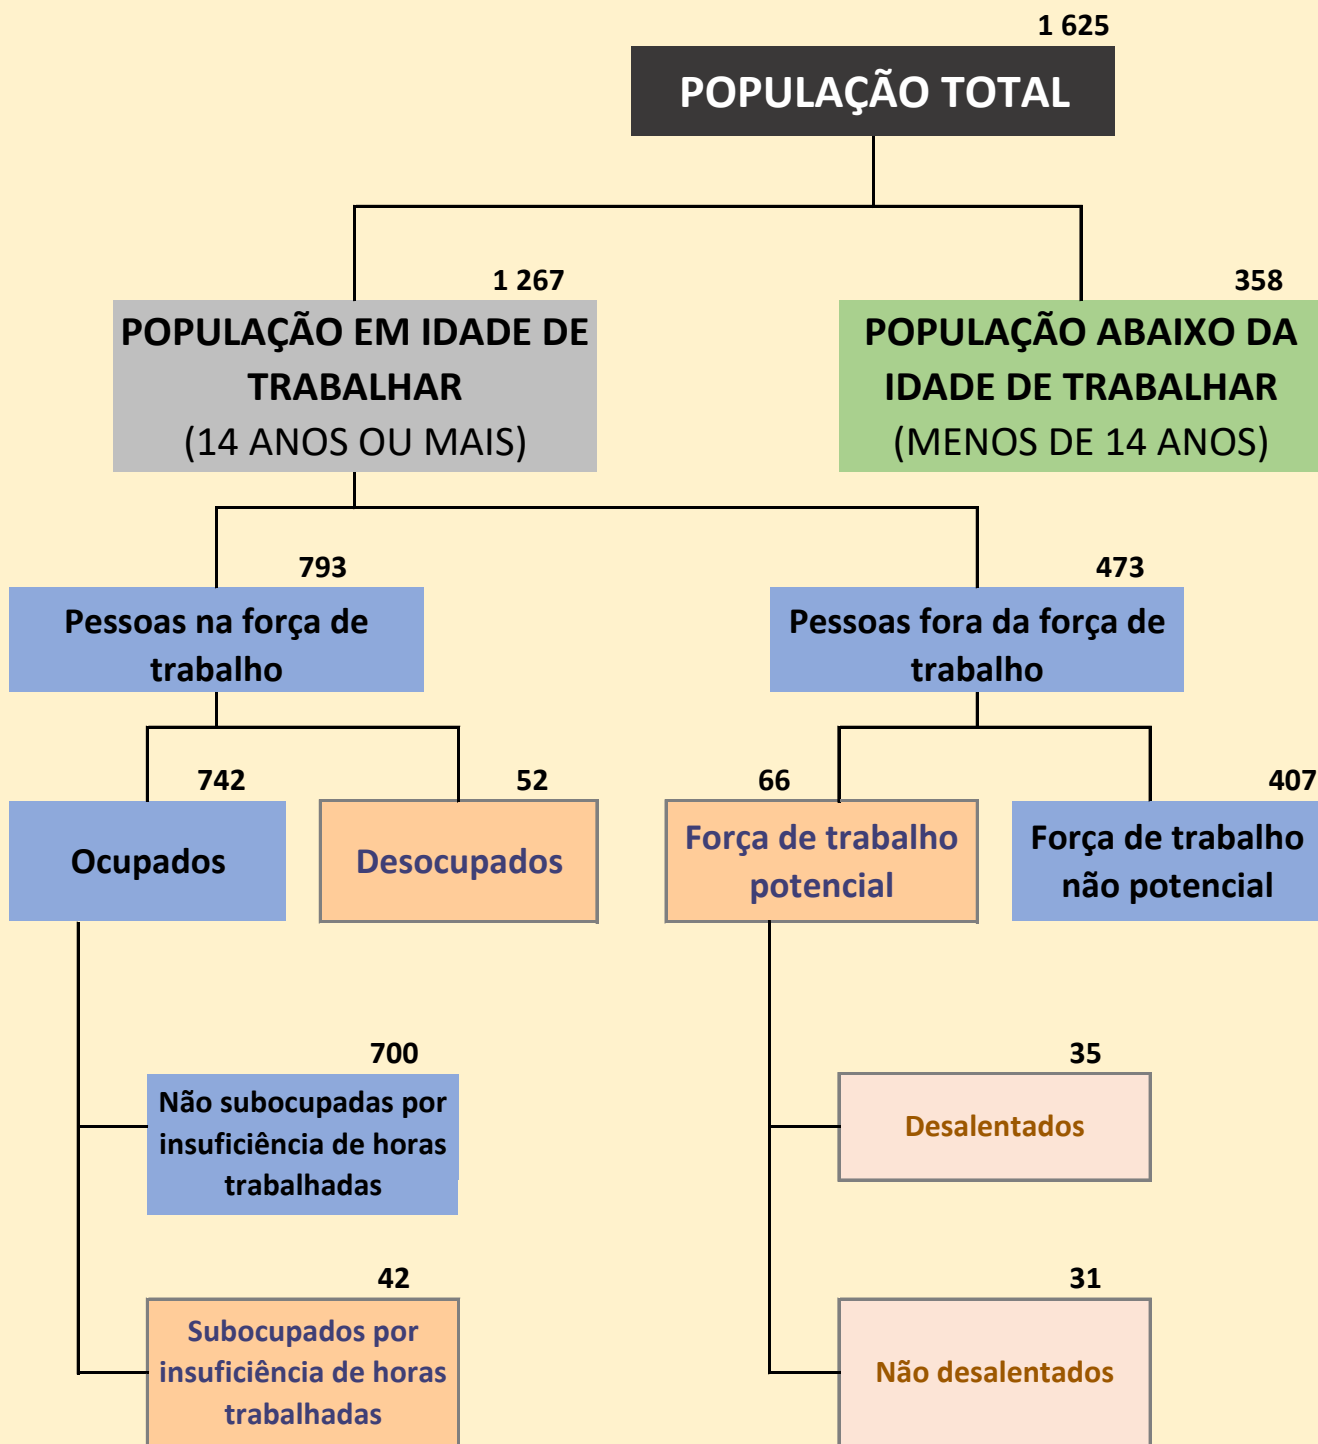 1 625
POPULAÇÃO TOTAL
1 267
POPULAÇÃO EM IDADE DE
TRABALHAR
(14 ANOS OU MAIS)
358
POPULAÇÃO ABAIXO DA
IDADE DE TRABALHAR
(MENOS DE 14 ANOS)
793
Pessoas na força de
trabalho
473
Pessoas fora da força de
trabalho
742
Ocupados
52
Desocupados
66
Força de trabalho
potencial
407
Força de trabalho
não potencial
700
Não subocupadas por
insuficiência de horas
trabalhadas
35
Desalentados
42
Subocupados por
insuficiência de horas
trabalhadas
31
Não desalentados